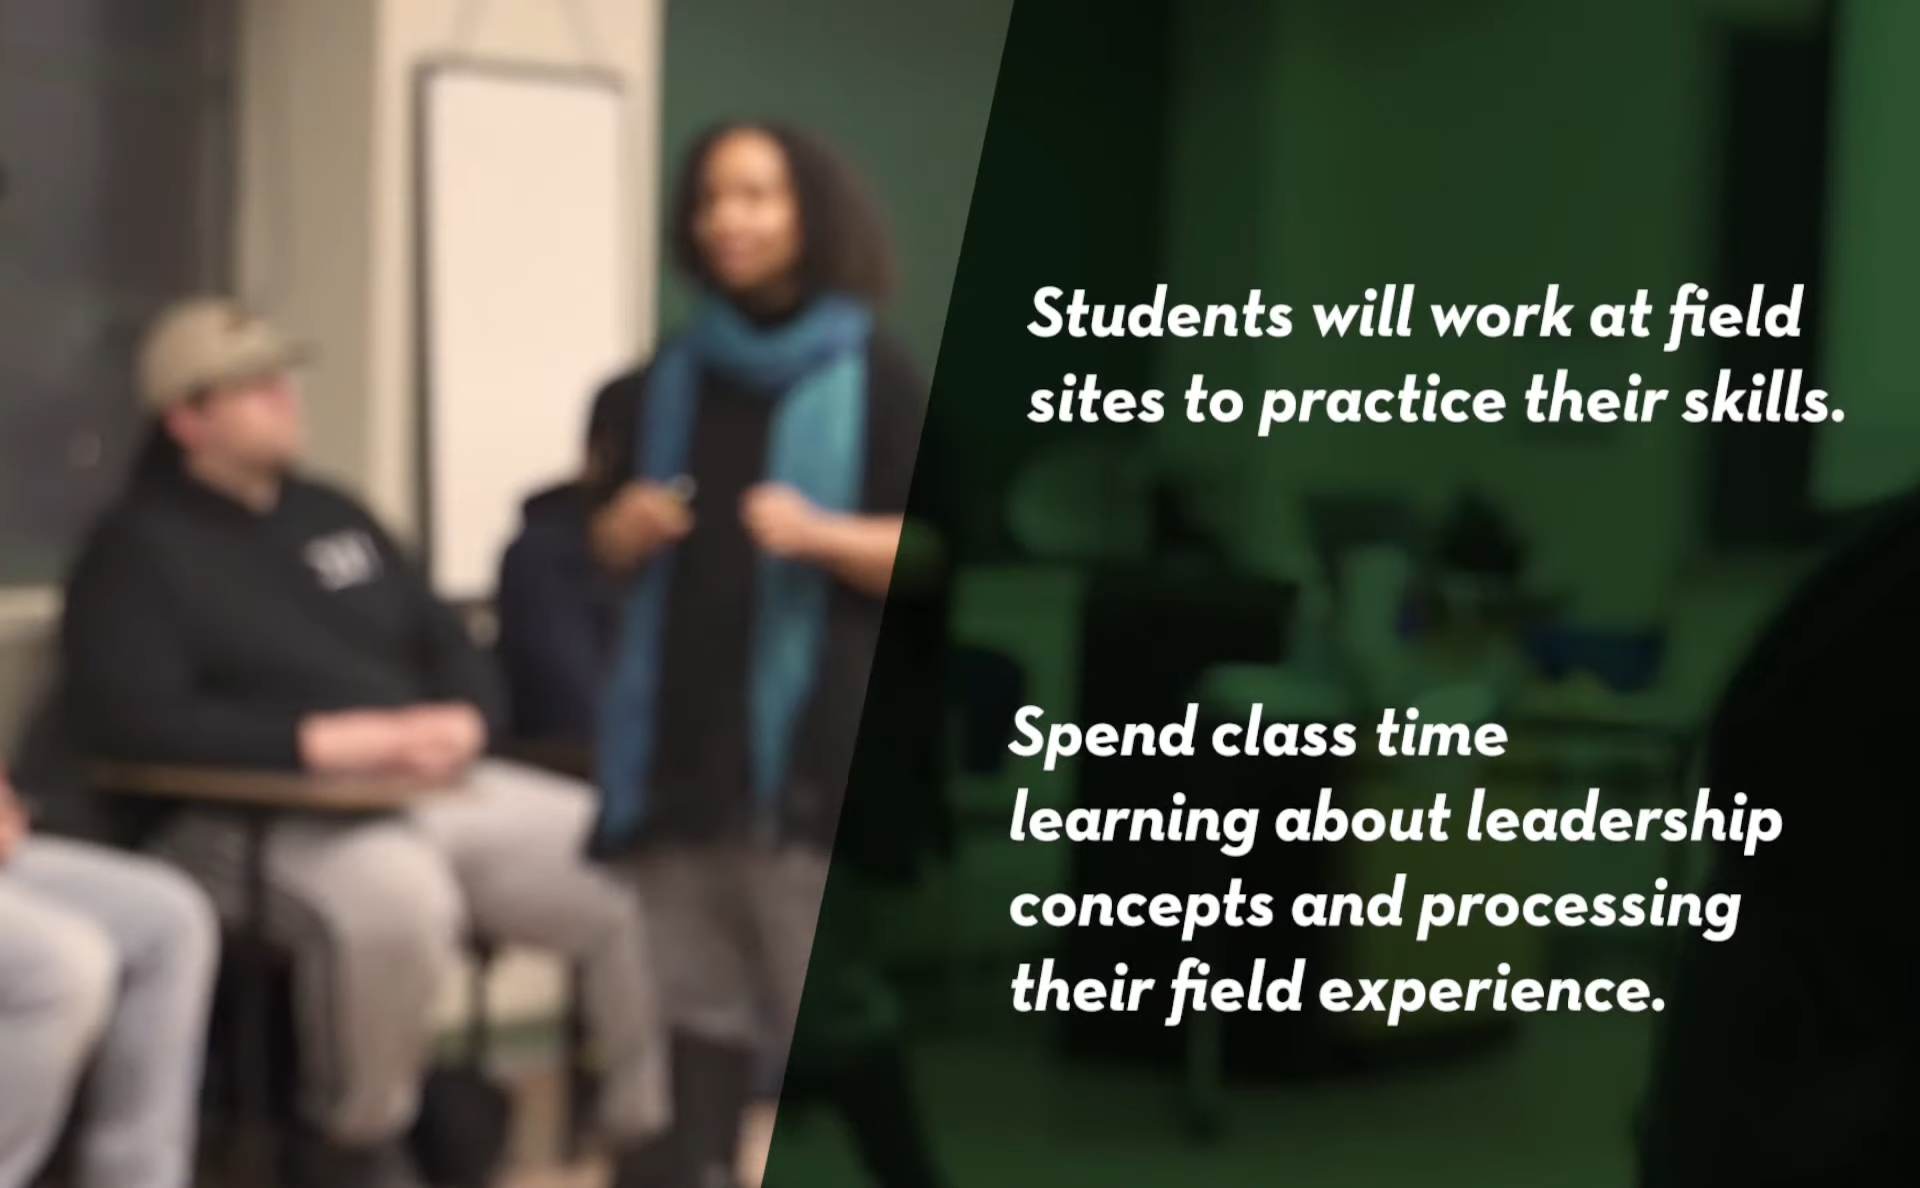 Students will work at field
sites to practice their skills.
Spend class time
learning about leadership
concepts and processing
their field experience.